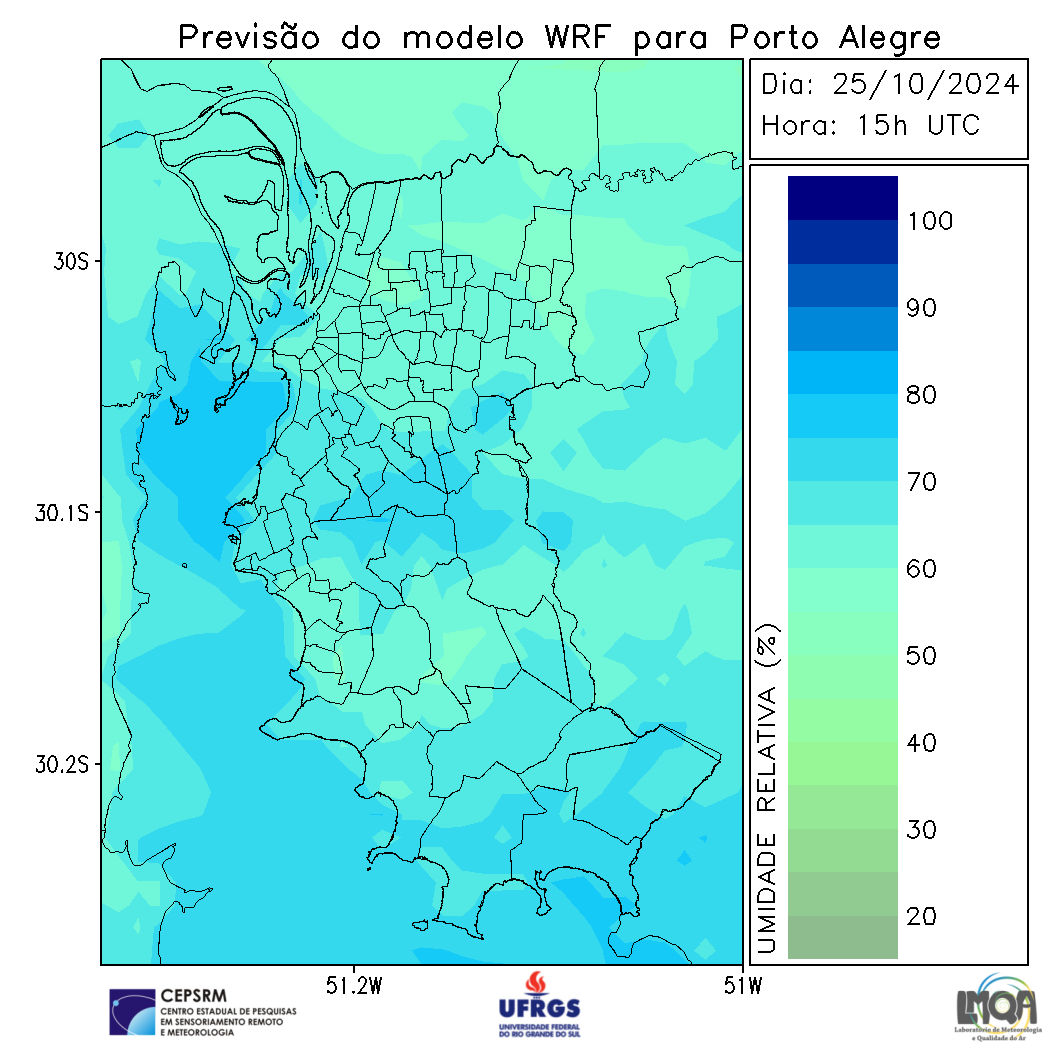 Previsão do modelo WRF para Porto Alegre
Dia: 25/10/2024
Hora: 15h UTC
30S
30.1S
30.2S
51.2W
51W
100
90
80
70
60
50
40
30
20
UMIDADE RELATIVA (%)
CEPSRM
CENTRO ESTADUAL DE PESQUISAS
EM SENSORIAMENTO REMOTO
E METEOROLOGIA
UFRGS
UNIVERSIDADE FEDERAL
DO RIO GRANDE DO SUL
LMQA
Laboratório de Meteorologia
e Qualidade do Ar